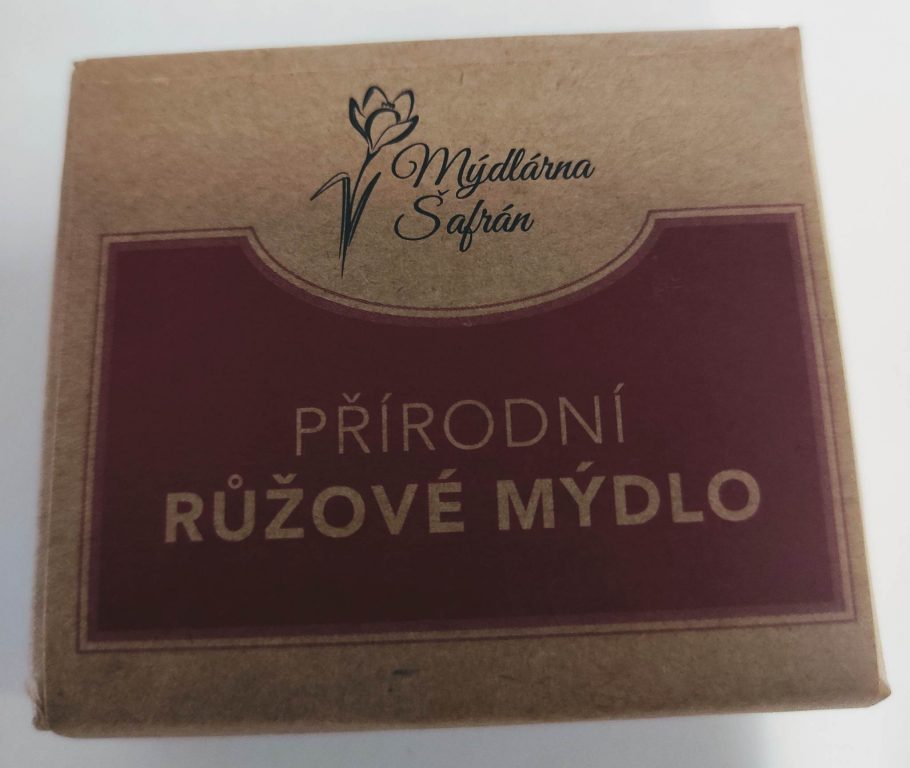 Mýdlárna
Šafrán
PŘÍRODNÍ
RŮŽOVÉ MÝDLO